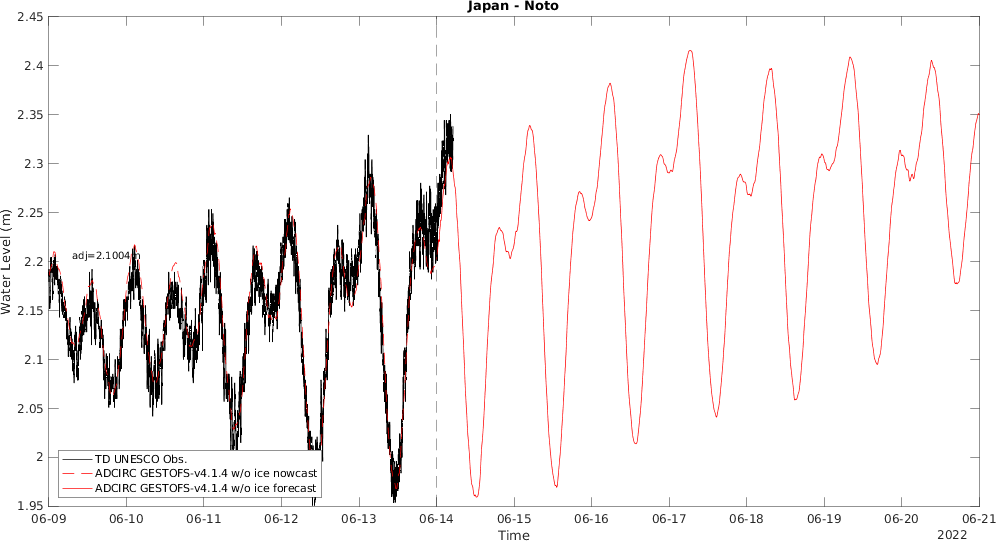 Japan - Noto
Water Level (m)
2.45
2.4
2.35
2.3
2.25
2.2
2.15
2.1
2.05
2
1.95
adj=2.1004m
TD UNESCO Obs.
ADCIRC GESTOFS-v4.1.4 w/o ice nowcast
ADCIRC GESTOFS-v4.1.4 w/o ice forecast
06-09 06-10 06-11 06-12 06-13 06-14 06-15 06-16 06-17 06-18 06-19 06-20 06-21
Time
2022